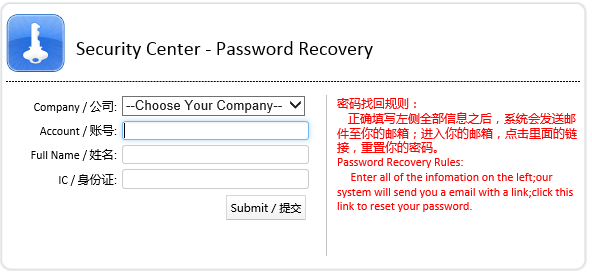 Security Center - Password Recovery
Company / 公司: --Choose Your Company--
Account / 账号:
Full Name / 姓名:
IC / 身份证:
Submit / 提交
密码找回规则：
正确填写左侧全部信息之后，系统会发送邮
件至你的邮箱；进入你的邮箱，点击里面的链
接，重置你的密码。
Password Recovery Rules:
Enter all of the infomation on the left;our
system will send you a email with a link;click this
link to reset your password.